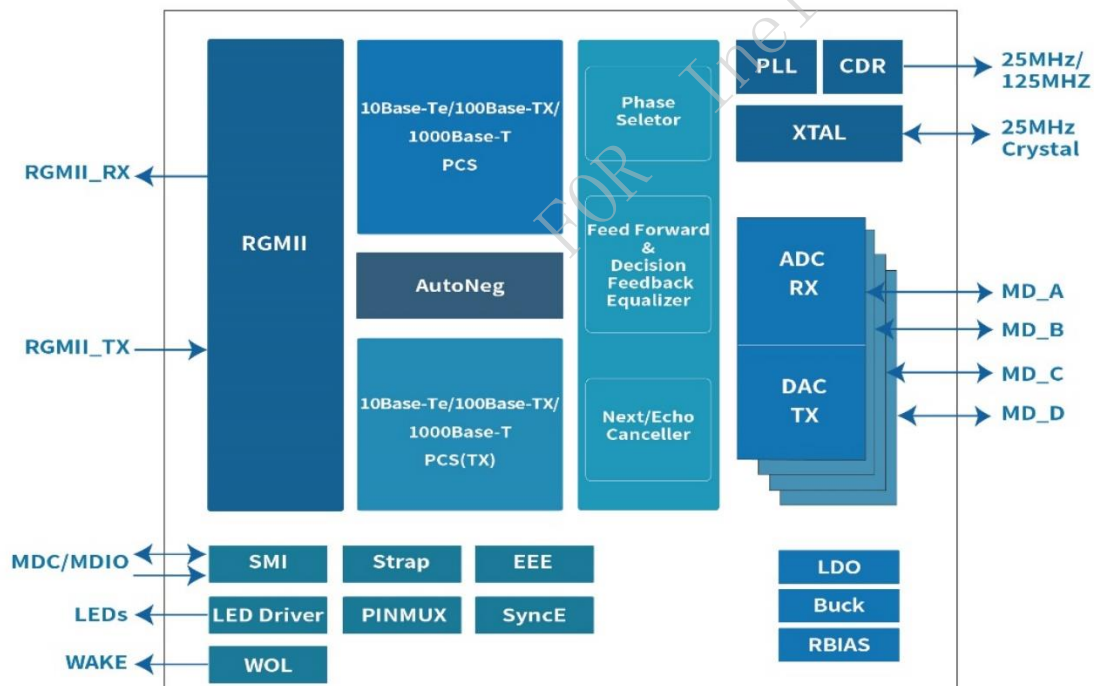 RGMII_RX
RGMII_TX
RGMII
10Base-Te/100Base-TX/
1000Base-T
PCS
AutoNeg
10Base-Te/100Base-TX/
1000Base-T
PCS(TX)
Phase
Seletor
Feed Forward
&
Decision
Feedback
Equalizer
Next/Echo
Canceller
PLL
CDR
25MHz/
125MHZ
XTAL
25MHz
Crystal
ADC
RX
DAC
TX
MD_A
MD_B
MD_C
MD_D
MDC/MDIO
SMI
Strap
EEE
LEDs
LED Driver
PINMUX
SyncE
WAKE
WOL
LDO
Buck
RBIAS
FOR